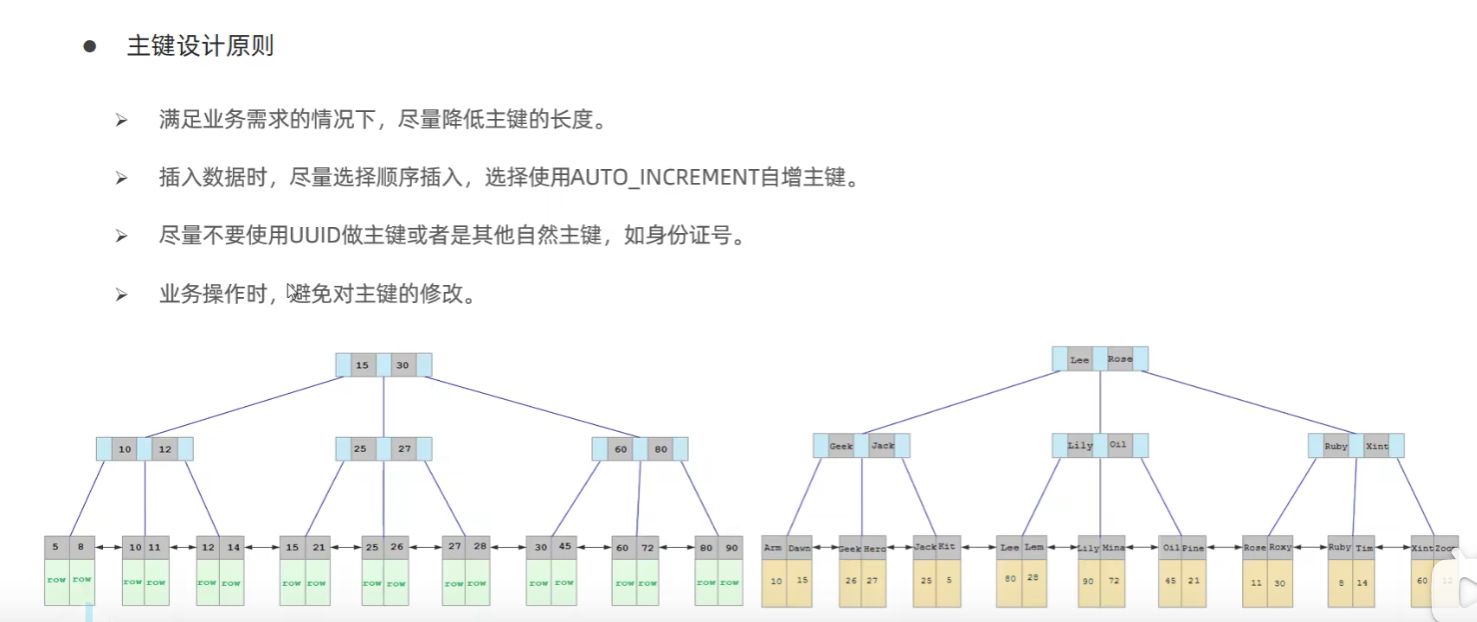 ● 主键设计原则
➢ 满足业务需求的情况下，尽量降低主键的长度。
➢ 插入数据时，尽量选择顺序插入，选择使用AUTO_INCREMENT自增主键。
➢ 尽量不要使用UUID做主键或者是其他自然主键，如身份证号。
➢ 业务操作时，避免对主键的修改。
15 30
Lee Rose
10 12
25 27
60 80
Geek Jack
Lily Oil
Ruby Xint
5 8 10 11 12 14 15 21 25 26 27 28 30 45 60 72 80 90
row row row row row row row row row row row row row row row row row row
Arm Dawn Geek Hero Jack Kit Lee Lem Lily Mina Oil Pine Rose Roxy Ruby Tim Xint
10 15 26 27 25 5 80 28 90 72 45 21 11 30 8 14 60 12